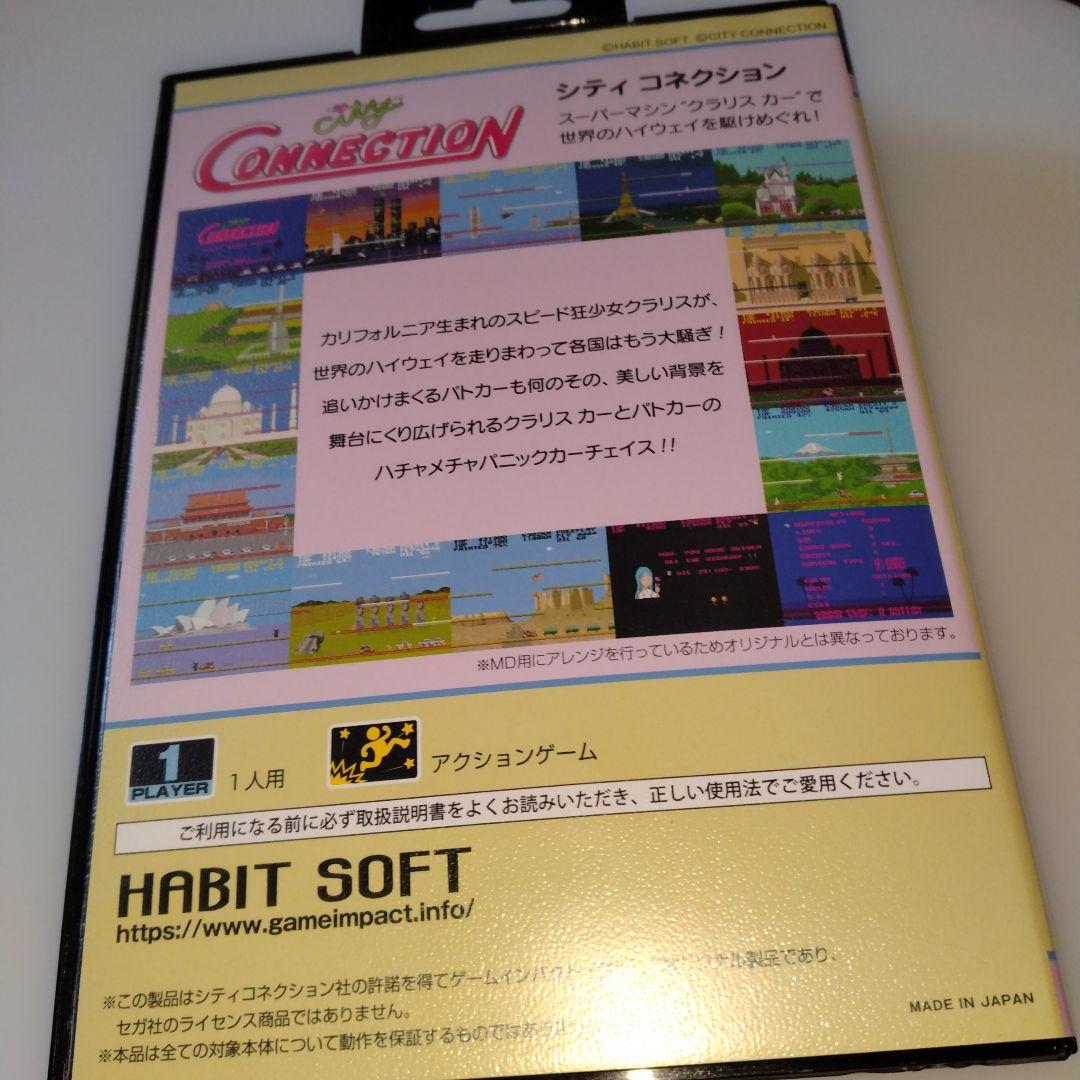 ©HABIT SOFT ©CITY CONNECTION
city
CONNECTION
シティ コネクション
スーパーマシン"クラリス カー"で
世界のハイウェイを駆けめぐれ!
カリフォルニア生まれのスピード狂少女クラリスが、
世界のハイウェイを走りまわって各国はもう大騒ぎ!
追いかけまくるパトカーも何のその、美しい背景を
舞台にくり広げられるクラリス カーとパトカーの
ハチャメチャパニックカーチェイス!!
※MD用にアレンジを行っているためオリジナルとは異なっております。
1
PLAYER
1人用
アクションゲーム
ご利用になる前に必ず取扱説明書をよくお読みいただき、正しい使用法でご愛用ください。
HABIT SOFT
https://www.gameimpact.info/
※この製品はシティコネクション社の許諾を得てゲームインパクト ナル製品であり、
セガ社のライセンス商品ではありません。
※本品は全ての対象本体について動作を保証するものではあり
MADE IN JAPAN